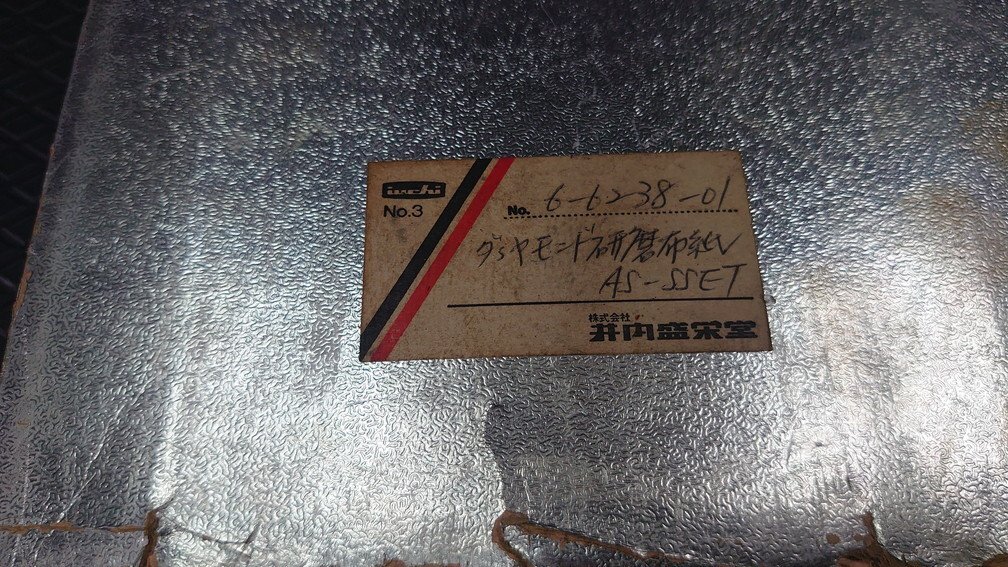 iuchi
No.3
No. 6-6238-01
ダイヤモンド研磨布紙
AS-SSET
株式会社
井内盛栄堂